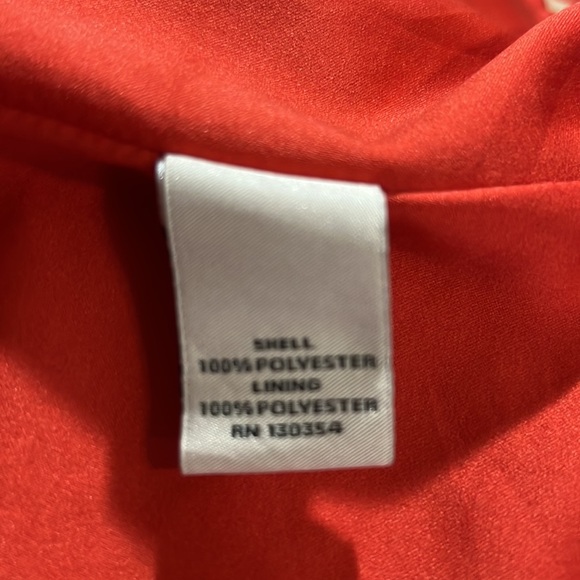 SHELL
100% POLYESTER
LINING
100% POLYESTER
RN 130354